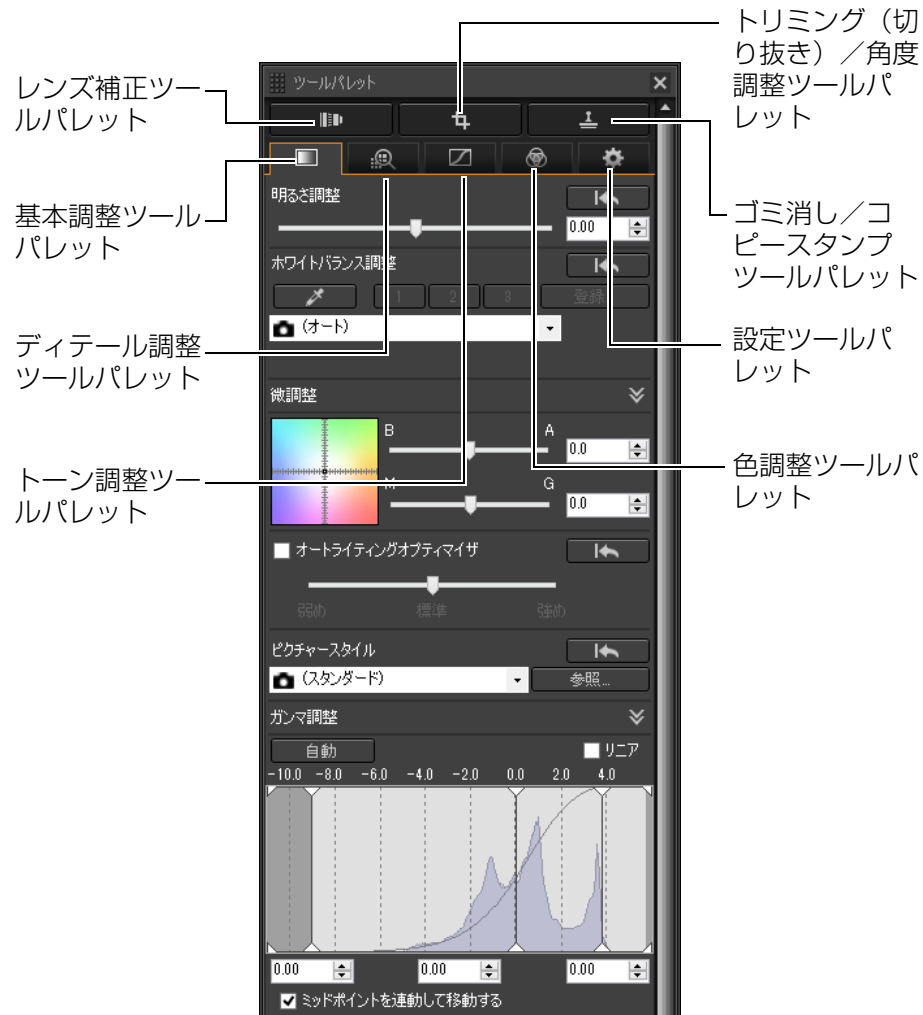 トリミング（切
り抜き）／角度
調整ツールパ
レット
レンズ補正ツー
ルパレット
基本調整ツール
パレット
ゴミ消し／コ
ピースタンプ
ツールパレット
ディテール調整
ツールパレット
設定ツールパ
レット
トーン調整ツー
ルパレット
色調整ツールパ
レット
ツールパレット
明るさ調整
0.00
ホワイトバランス調整
1 2 3 登録
(オート)
微調整
B A
0.0
M G
0.0
オートライティングオプティマイザ
弱め 標準 強め
ピクチャースタイル
(スタンダード) 参照...
ガンマ調整
自動 リニア
-10.0 -8.0 -6.0 -4.0 -2.0 0.0 2.0 4.0
0.00 0.00 0.00
ミッドポイントを連動して移動する